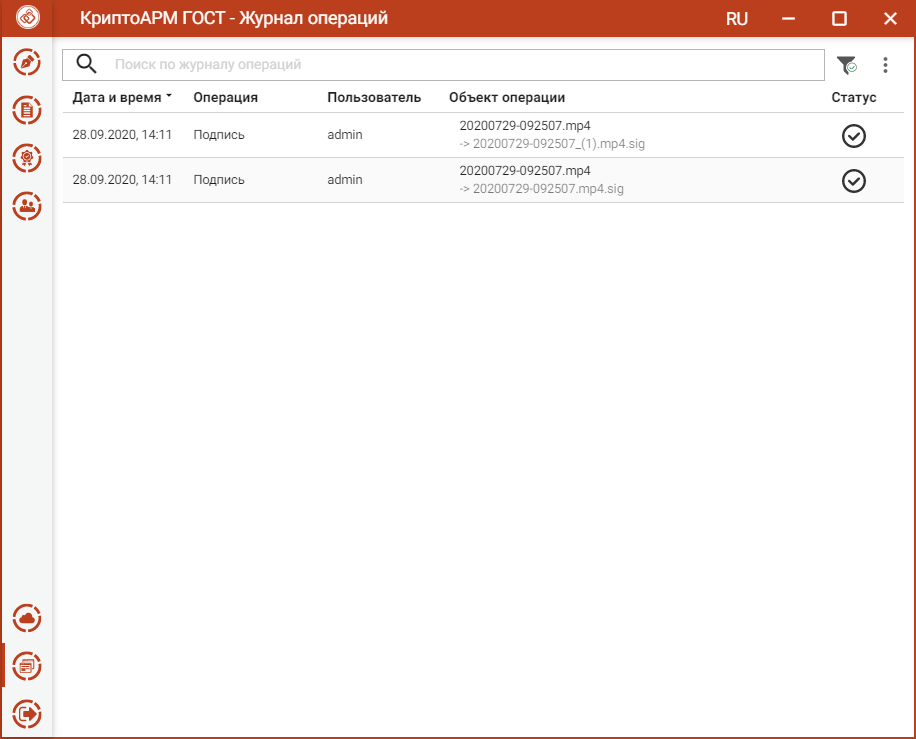 КриптоАРМ ГОСТ - Журнал операций RU
Поиск по журналу операций
Дата и время Операция Пользователь Объект операции Статус
28.09.2020, 14:11 Подпись admin 20200729-092507.mp4
-> 20200729-092507_(1).mp4.sig
28.09.2020, 14:11 Подпись admin 20200729-092507.mp4
-> 20200729-092507.mp4.sig